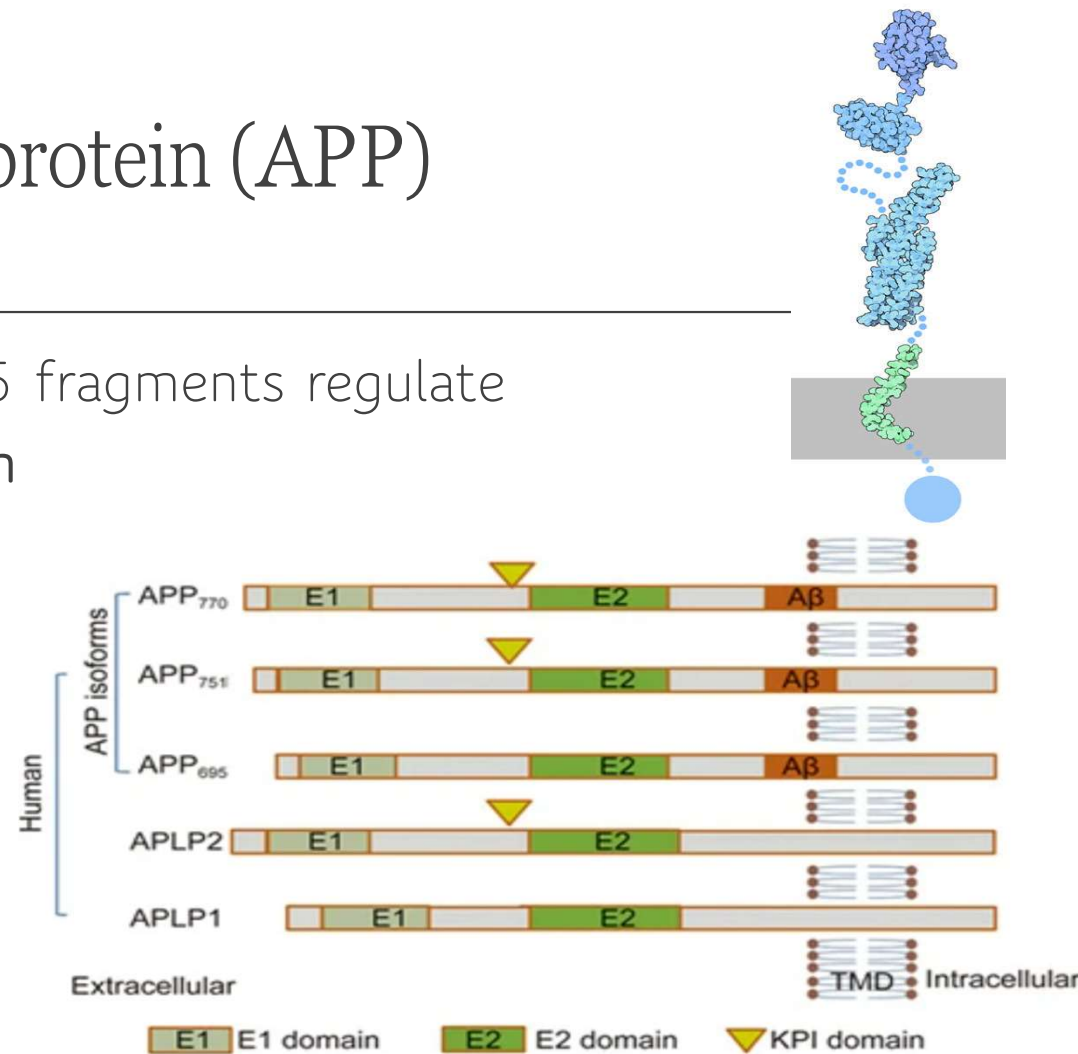 protein (APP)
fragments regulate
APP770 E1 E2 Aβ
APP751 E1 E2 Aβ
APP695 E1 E2 Aβ
APLP2 E1 E2
APLP1 E1 E2
APP isoforms
Human
Extracellular TMD Intracellular
E1 E1 domain E2 E2 domain KPI domain